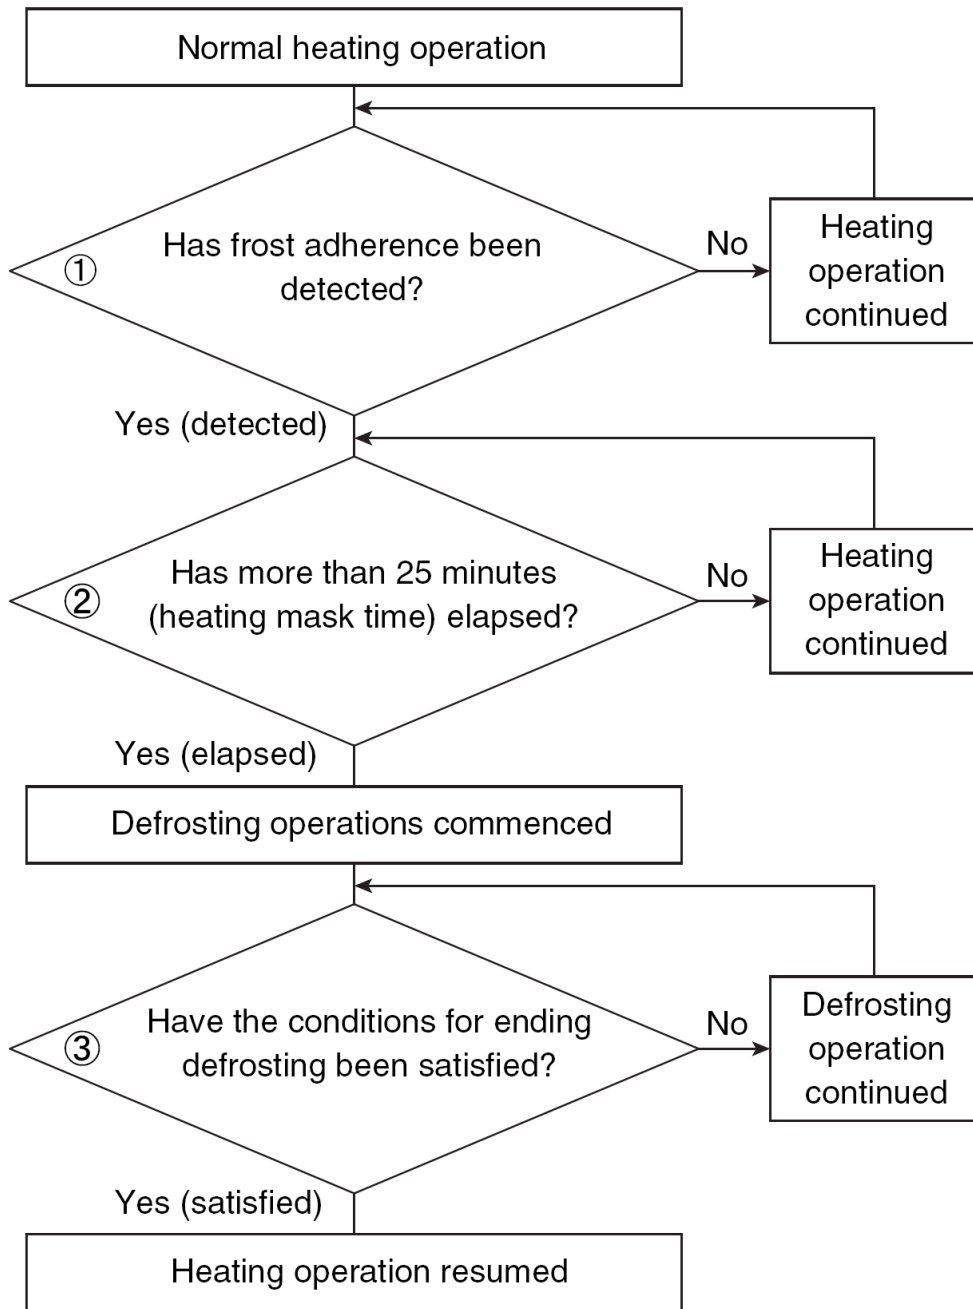 Normal heating operation
① Has frost adherence been
detected?
No
Heating
operation
continued
Yes (detected)
② Has more than 25 minutes
(heating mask time) elapsed?
No
Heating
operation
continued
Yes (elapsed)
Defrosting operations commenced
③ Have the conditions for ending
defrosting been satisfied?
No
Defrosting
operation
continued
Yes (satisfied)
Heating operation resumed